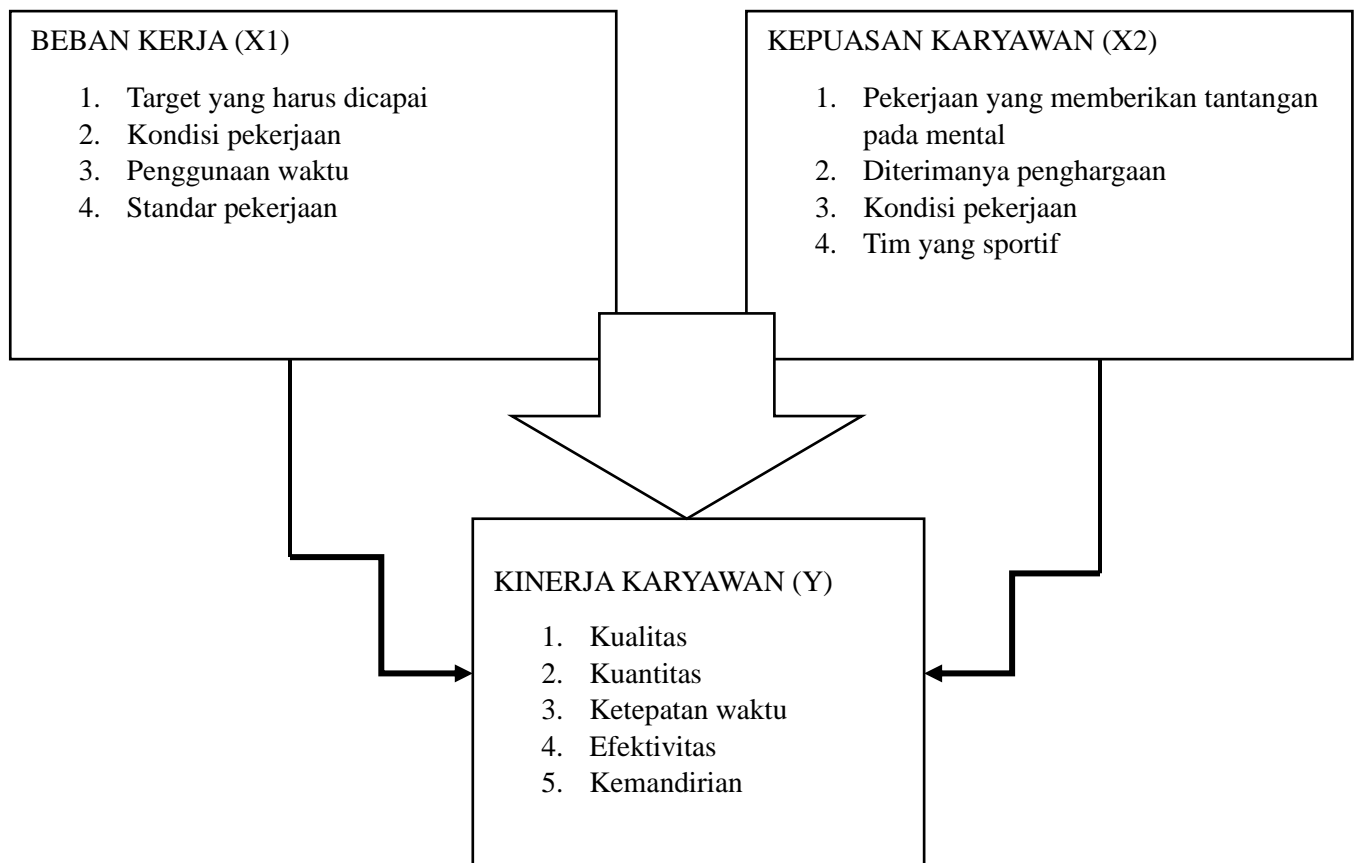 BEBAN KERJA (X1)
1. Target yang harus dicapai
2. Kondisi pekerjaan
3. Penggunaan waktu
4. Standar pekerjaan
KEPUASAN KARYAWAN (X2)
1. Pekerjaan yang memberikan tantangan
pada mental
2. Diterimanya penghargaan
3. Kondisi pekerjaan
4. Tim yang sportif
KINERJA KARYAWAN (Y)
1. Kualitas
2. Kuantitas
3. Ketepatan waktu
4. Efektivitas
5. Kemandirian